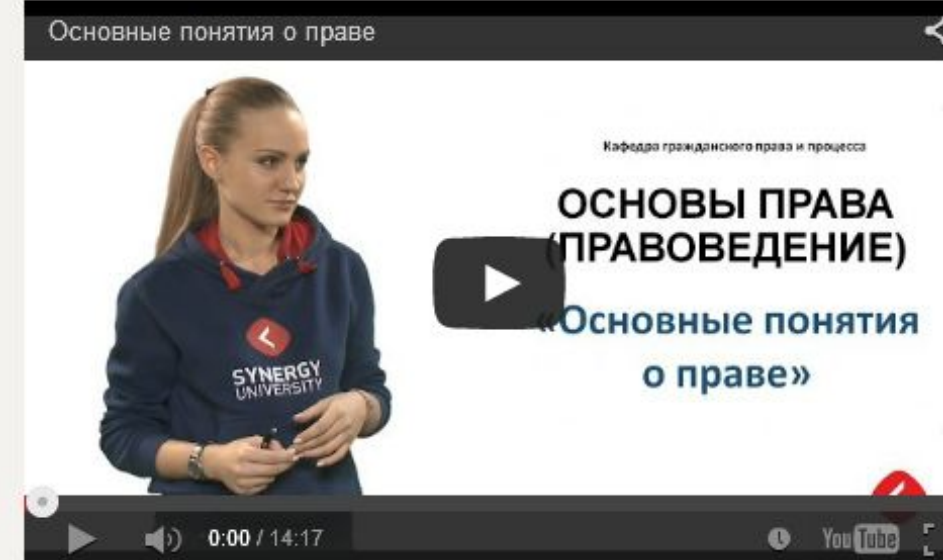 Основные понятия о праве
Кафедра гражданского права и процесса
ОСНОВЫ ПРАВА
(ПРАВОВЕДЕНИЕ)
«Основные понятия
о праве»
SYNERGY
UNIVERSITY
0:00 / 14:17
YouTube